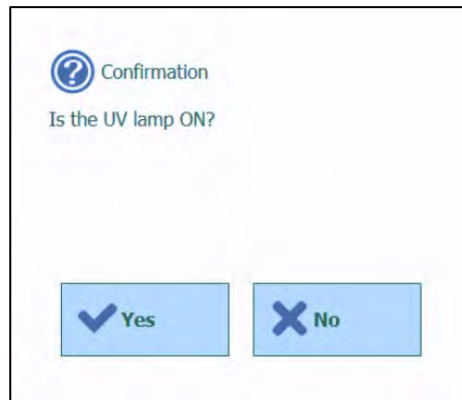 Confirmation
Is the UV lamp ON?
Yes
No